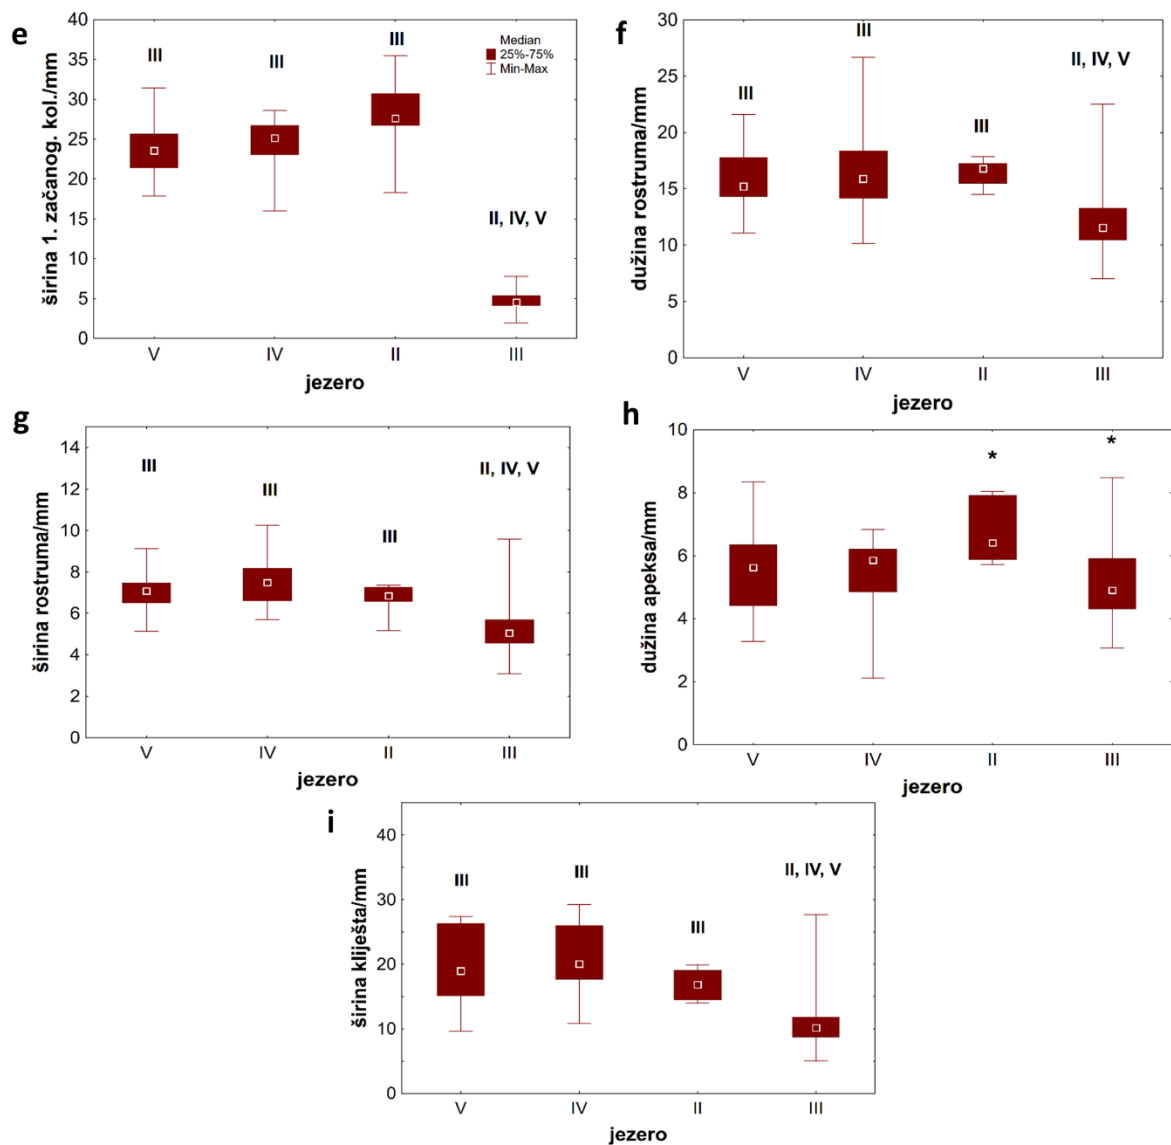 e
širina 1. začanog. kol./mm
40
35
30
25
20
15
10
5
0
III
III
III
II, IV, V
Median
25%-75%
Min-Max
V IV II III
jezero
f
dužina rostruma/mm
30
25
20
15
10
5
0
III
III
III
II, IV, V
V IV II III
jezero
g
širina rostruma/mm
14
12
10
8
6
4
2
0
III
III
III
II, IV, V
V IV II III
jezero
h
dužina apeksa/mm
10
8
6
4
2
0
*
*
V IV II III
jezero
i
širina kliješta/mm
40
30
20
10
0
III
III
III
II, IV, V
V IV II III
jezero